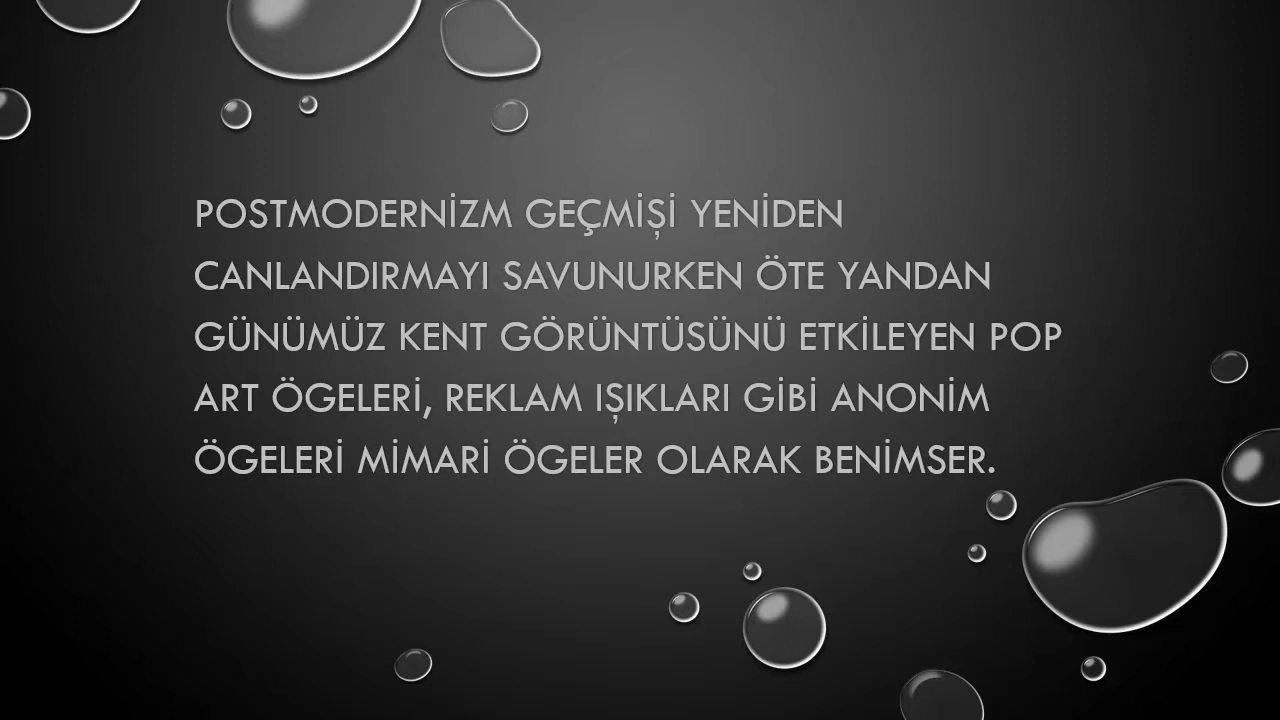 POSTMODERNİZM GEÇMİŞİ YENİDEN
CANLANDIRMAYI SAVUNURKEN ÖTE YANDAN
GÜNÜMÜZ KENT GÖRÜNTÜSÜNÜ ETKİLEYEN POP
ART ÖGELERİ, REKLAM IŞIKLARI GİBİ ANONİM
ÖGELERİ MİMARİ ÖGELER OLARAK BENİMSER.